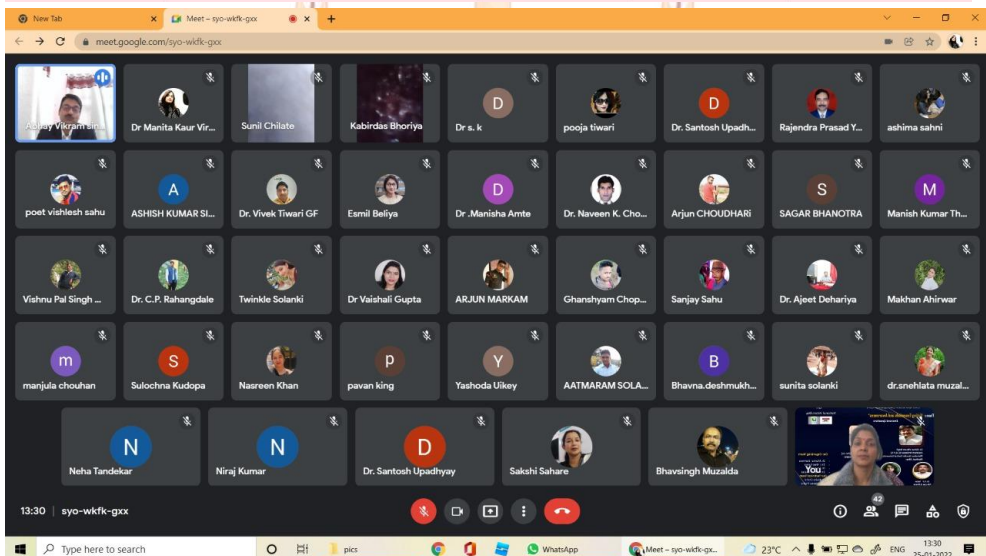 New Tab
Meet – syo-wkfk-gxx
meet.google.com/syo-wkfk-gxx
Abhay Vikram sin...
Dr Manita Kaur Vir...
Sunil Chilate
Kabirdas Bhoriya
D
Dr s. k
pooja tiwari
D
Dr. Santosh Upadh...
Rajendra Prasad Y...
ashima sahni
poet vishlesh sahu
A
ASHISH KUMAR SI...
Dr. Vivek Tiwari GF
Esmil Beliya
D
Dr .Manisha Amte
Dr. Naveen K. Cho...
Arjun CHOUDHARi
S
SAGAR BHANOTRA
M
Manish Kumar Th...
Vishnu Pal Singh ...
Dr. C.P. Rahangdale
Twinkle Solanki
Dr Vaishali Gupta
ARJUN MARKAM
Ghanshyam Chop...
Sanjay Sahu
Dr. Ajeet Dehariya
Makhan Ahirwar
m
manjula chouhan
S
Sulochna Kudopa
Nasreen Khan
p
pavan king
Y
Yashoda Uikey
AATMARAM SOLA...
B
Bhavna.deshmukh...
sunita solanki
dr.snehlata muzal...
N
Neha Tandekar
N
Niraj Kumar
D
Dr. Santosh Upadhyay
Sakshi Sahare
Bhavsingh Muzalda
You
13:30 | syo-wkfk-gxx
42
Type here to search
pics
WhatsApp
Meet – syo-wkfk-gx...
23°C
ENG
13:30
25-01-2022